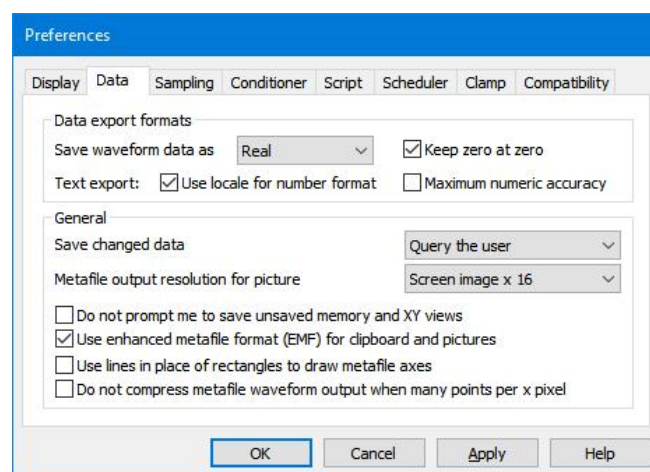 Preferences
Display Data Sampling Conditioner Script Scheduler Clamp Compatibility
Data export formats
Save waveform data as Real Keep zero at zero
Text export: Use locale for number format Maximum numeric accuracy
General
Save changed data Query the user
Metafile output resolution for picture Screen image x 16
Do not prompt me to save unsaved memory and XY views
Use enhanced metafile format (EMF) for clipboard and pictures
Use lines in place of rectangles to draw metafile axes
Do not compress metafile waveform output when many points per x pixel
OK Cancel Apply Help